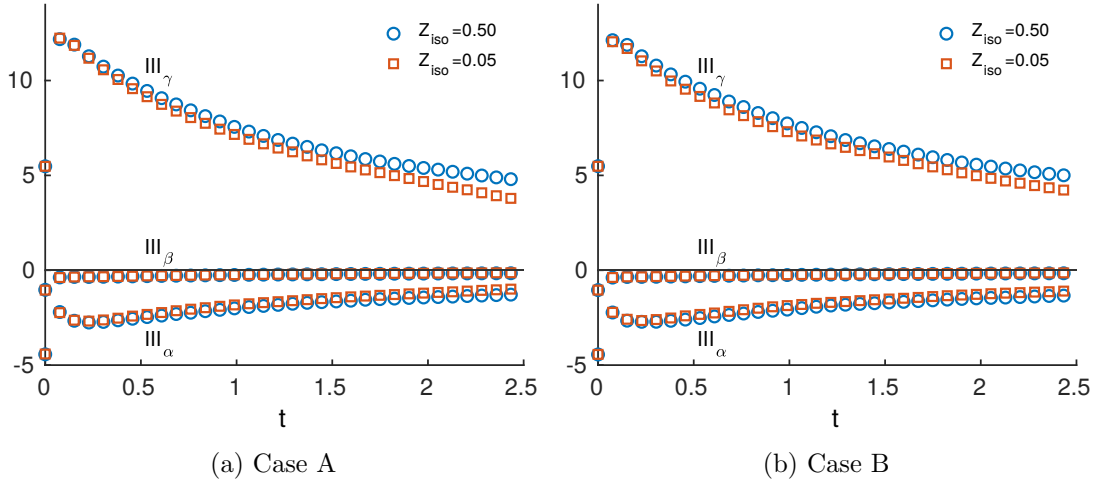 Z_iso=0.50
Z_iso=0.05
III_γ
III_β
III_α
10
5
0
-5
0
0.5
1
1.5
2
2.5
t
(a) Case A
Z_iso=0.50
Z_iso=0.05
III_γ
III_β
III_α
10
5
0
-5
0
0.5
1
1.5
2
2.5
t
(b) Case B